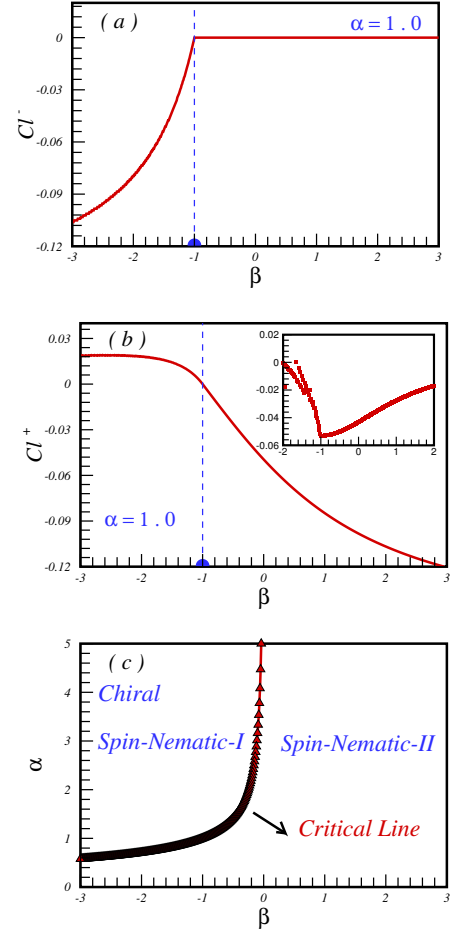 ( a )
α = 1 . 0
0
-0.03
-0.06
-0.09
-0.12
Cl -
-3 -2 -1 0 1 2 3
β
( b )
0.04
0
-0.03
-0.06
-0.09
-0.12
Cl +
α = 1 . 0
0.02
0
-0.02
-0.04
-0.06
-2 -1 0 1 2
-3 -2 -1 0 1 2 3
β
( c )
5
4
3
2
1
0
α
Chiral
Spin-Nematic-I Spin-Nematic-II
Critical Line
-3 -2 -1 0 1 2 3
β